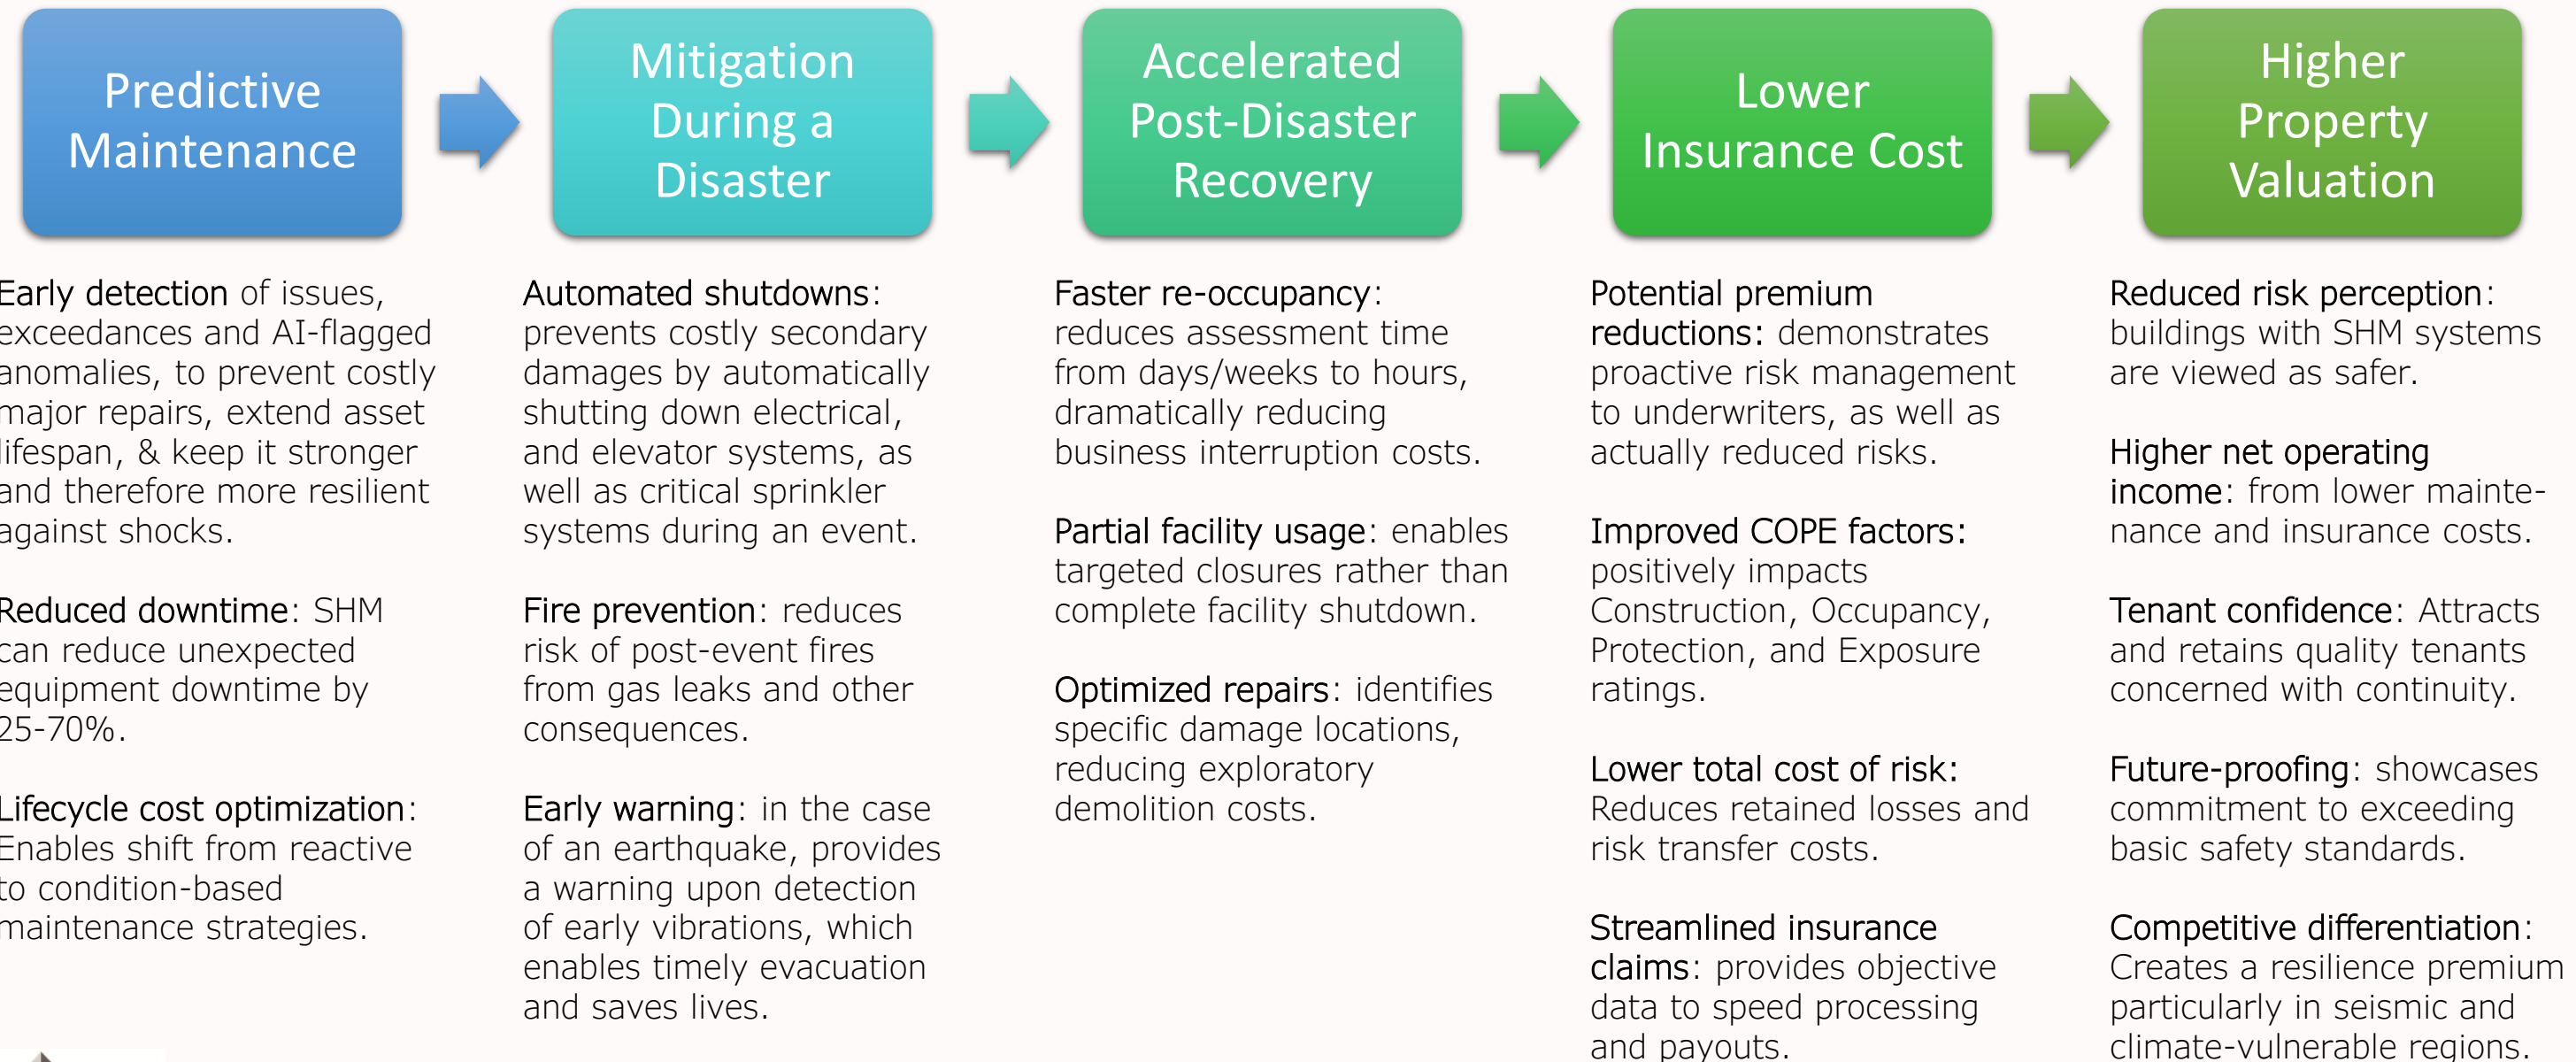 Predictive
Maintenance
Mitigation
During a
Disaster
Accelerated
Post-Disaster
Recovery
Lower
Insurance Cost
Higher
Property
Valuation
Early detection of issues,
exceedances and AI-flagged
anomalies, to prevent costly
major repairs, extend asset
lifespan, & keep it stronger
and therefore more resilient
against shocks.
Reduced downtime: SHM
can reduce unexpected
equipment downtime by
25-70%.
Lifecycle cost optimization:
Enables shift from reactive
to condition-based
maintenance strategies.
Automated shutdowns:
prevents costly secondary
damages by automatically
shutting down electrical,
and elevator systems, as
well as critical sprinkler
systems during an event.
Fire prevention: reduces
risk of post-event fires
from gas leaks and other
consequences.
Early warning: in the case
of an earthquake, provides
a warning upon detection
of early vibrations, which
enables timely evacuation
and saves lives.
Faster re-occupancy:
reduces assessment time
from days/weeks to hours,
dramatically reducing
business interruption costs.
Partial facility usage: enables
targeted closures rather than
complete facility shutdown.
Optimized repairs: identifies
specific damage locations,
reducing exploratory
demolition costs.
Potential premium
reductions: demonstrates
proactive risk management
to underwriters, as well as
actually reduced risks.
Improved COPE factors:
positively impacts
Construction, Occupancy,
Protection, and Exposure
ratings.
Lower total cost of risk:
Reduces retained losses and
risk transfer costs.
Streamlined insurance
claims: provides objective
data to speed processing
and payouts.
Reduced risk perception:
buildings with SHM systems
are viewed as safer.
Higher net operating
income: from lower mainte-
nance and insurance costs.
Tenant confidence: Attracts
and retains quality tenants
concerned with continuity.
Future-proofing: showcases
commitment to exceeding
basic safety standards.
Competitive differentiation:
Creates a resilience premium
particularly in seismic and
climate-vulnerable regions.